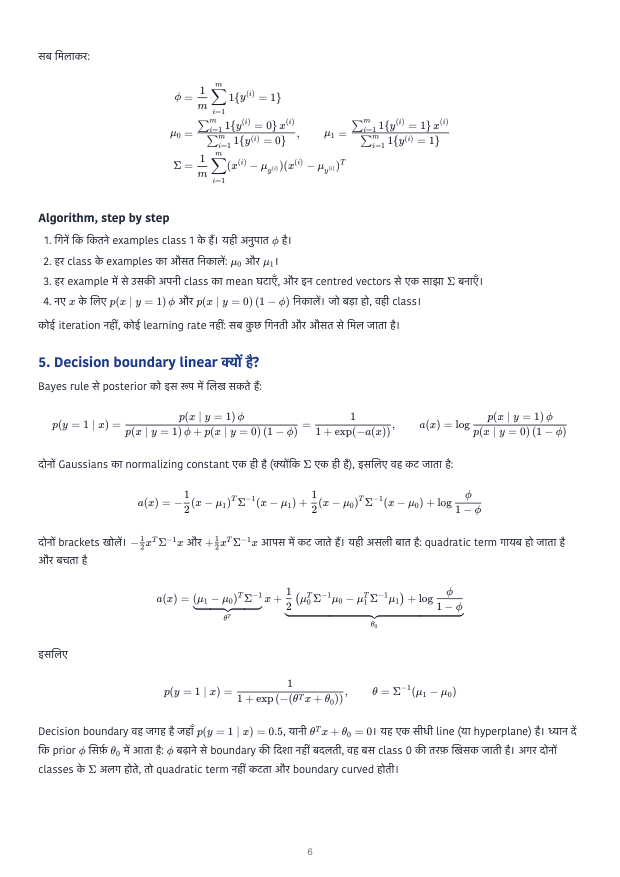 सब मिलाकर:
ϕ = 1/m ∑_{i=1}^{m} 1{y^{(i)} = 1}
μ_0 = ∑_{i=1}^{m} 1{y^{(i)} = 0} x^{(i)} / ∑_{i=1}^{m} 1{y^{(i)} = 0}, μ_1 = ∑_{i=1}^{m} 1{y^{(i)} = 1} x^{(i)} / ∑_{i=1}^{m} 1{y^{(i)} = 1}
Σ = 1/m ∑_{i=1}^{m} (x^{(i)} − μ_{y^{(i)}})(x^{(i)} − μ_{y^{(i)}})^T
Algorithm, step by step
1. गिनें कि कितने examples class 1 के हैं। यही अनुपात ϕ है।
2. हर class के examples का औसत निकालें: μ_0 और μ_1।
3. हर example में से उसकी अपनी class का mean घटाएँ, और इन centred vectors से एक साझा Σ बनाएँ।
4. नए x के लिए p(x | y = 1) ϕ और p(x | y = 0) (1 − ϕ) निकालें। जो बड़ा हो, वही class।
कोई iteration नहीं, कोई learning rate नहीं: सब कुछ गिनती और औसत से मिल जाता है।
5. Decision boundary linear क्यों है?
Bayes rule से posterior को इस रूप में लिख सकते हैं:
p(y = 1 | x) = p(x | y = 1) ϕ / (p(x | y = 1) ϕ + p(x | y = 0) (1 − ϕ)) = 1 / (1 + exp(−a(x))), a(x) = log p(x | y = 1) ϕ / (p(x | y = 0) (1 − ϕ))
दोनों Gaussians का normalizing constant एक ही है (क्योंकि Σ एक ही है), इसलिए वह कट जाता है:
a(x) = −1/2 (x − μ_1)^T Σ^{−1} (x − μ_1) + 1/2 (x − μ_0)^T Σ^{−1} (x − μ_0) + log ϕ / (1 − ϕ)
दोनों brackets खोलें। −1/2 x^T Σ^{−1} x और +1/2 x^T Σ^{−1} x आपस में कट जाते हैं। यही असली बात है: quadratic term गायब हो जाता है
और बचता है
a(x) = (μ_1 − μ_0)^T Σ^{−1} x + 1/2 (μ_0^T Σ^{−1} μ_0 − μ_1^T Σ^{−1} μ_1) + log ϕ / (1 − ϕ)
θ^T θ_0
इसलिए
p(y = 1 | x) = 1 / (1 + exp (−(θ^T x + θ_0))), θ = Σ^{−1}(μ_1 − μ_0)
Decision boundary वह जगह है जहाँ p(y = 1 | x) = 0.5, यानी θ^T x + θ_0 = 0। यह एक सीधी line (या hyperplane) है। ध्यान दें
कि prior ϕ सिर्फ़ θ_0 में आता है: ϕ बढ़ाने से boundary की दिशा नहीं बदलती, वह बस class 0 की तरफ़ खिसक जाती है। अगर दोनों
classes के Σ अलग होते, तो quadratic term नहीं कटता और boundary curved होती।
6